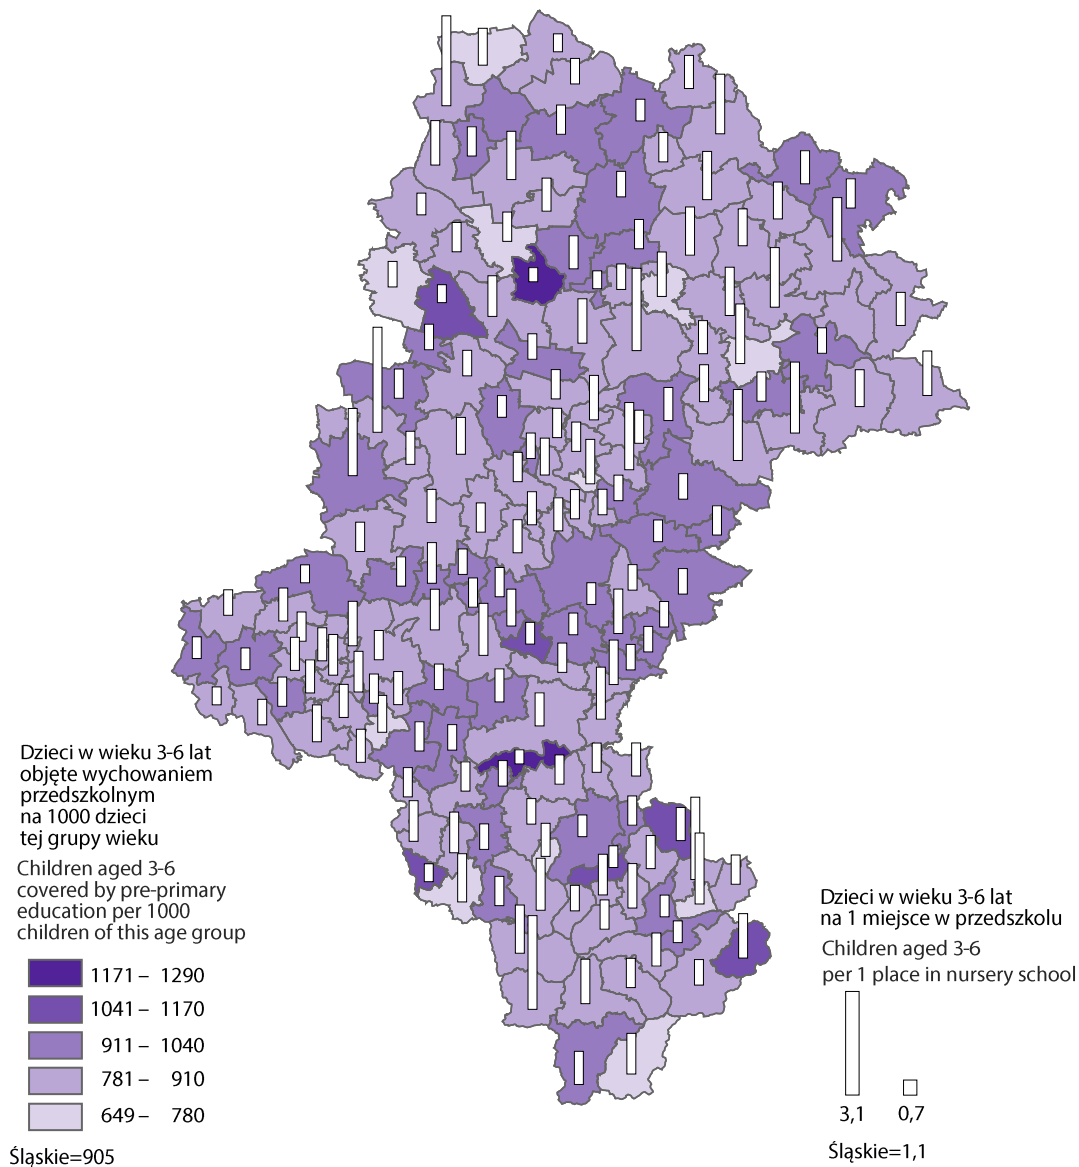 Dzieci w wieku 3-6 lat
objęte wychowaniem
przedszkolnym
na 1000 dzieci
tej grupy wieku
Children aged 3-6
covered by pre-primary
education per 1000
children of this age group
1171 – 1290
1041 – 1170
911 – 1040
781 – 910
649 – 780
Śląskie=905
Dzieci w wieku 3-6 lat
na 1 miejsce w przedszkolu
Children aged 3-6
per 1 place in nursery school
3,1 0,7
Śląskie=1,1